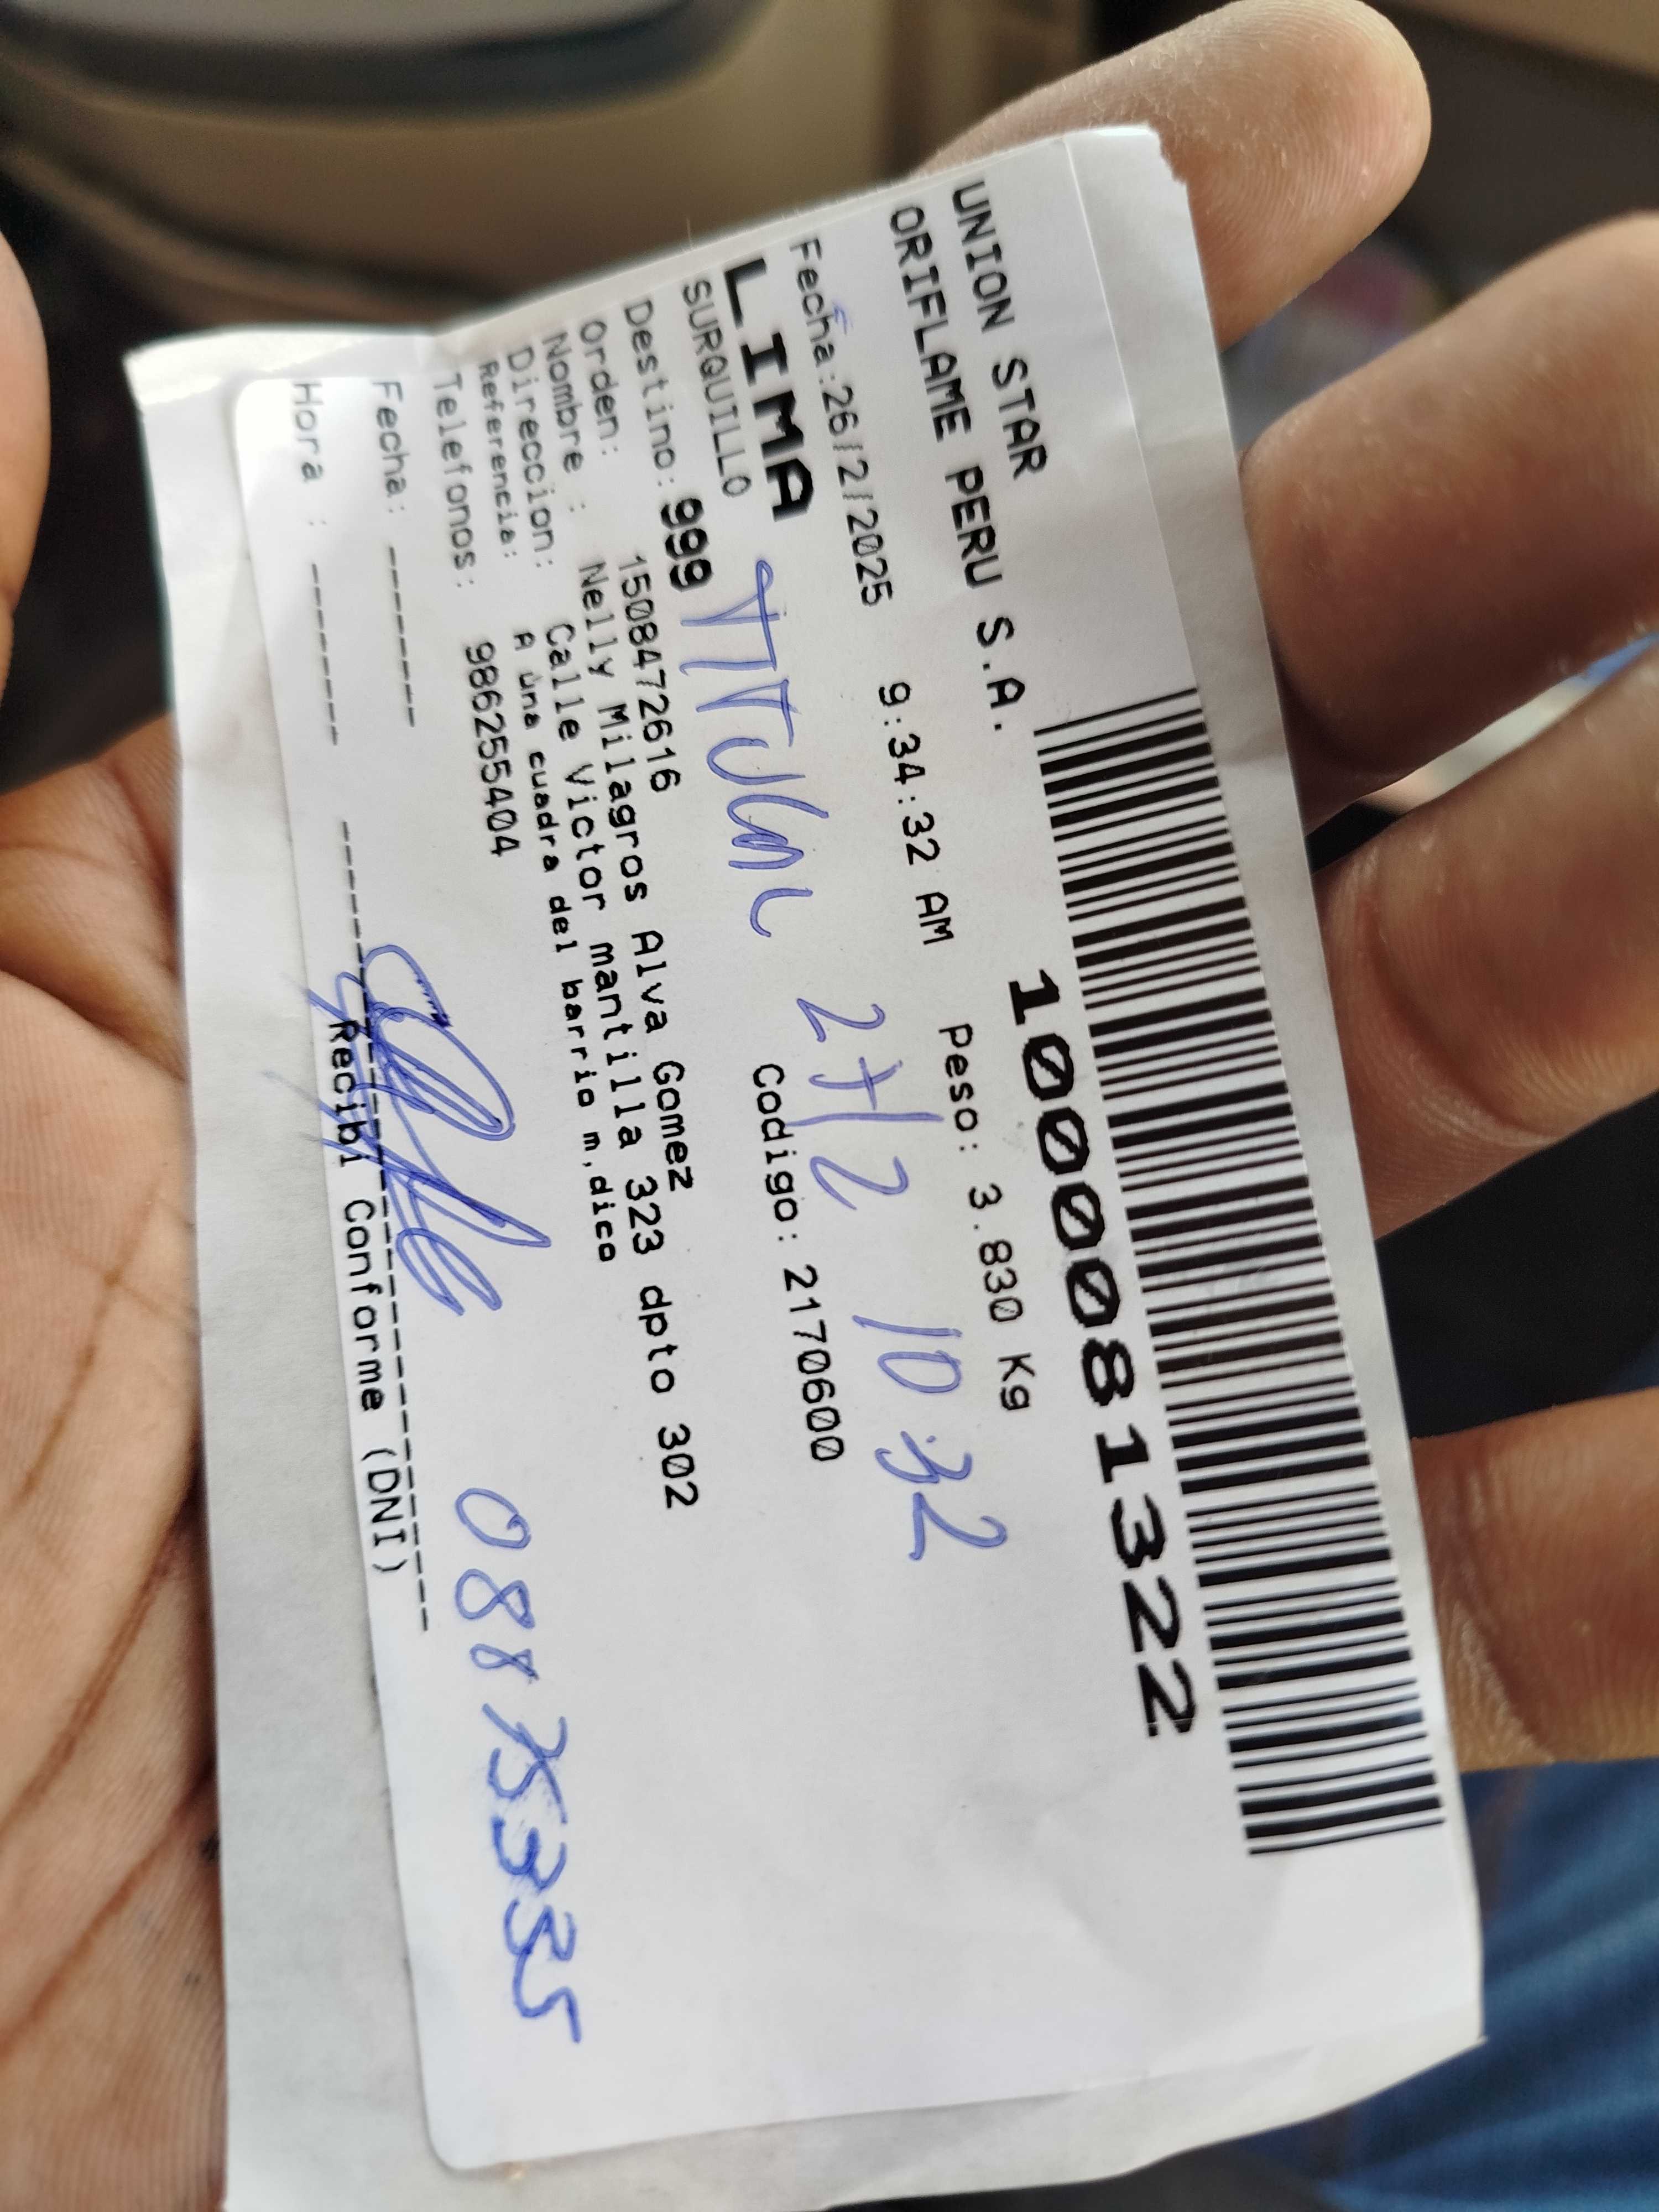 UNION STAR
ORIFLAME PERU S.A.
1000081322
Fecha:26/2/2025 9:34:32 AM Peso: 3.830 Kg
LIMA
SURQUILLO
TITULAR 27/2 10 32
Codigo: 2170600
Destino: 999
Orden: 1508472616
Nombre : Nelly Milagros Alva Gomez
Direccion: Calle Victor mantilla 323 dpto 302
Referencia: A una cuadra del barrio m,dico
Telefonos: 986255404
Fecha: ------
Hora : -------
08875335
Recibi Conforme (DNI)